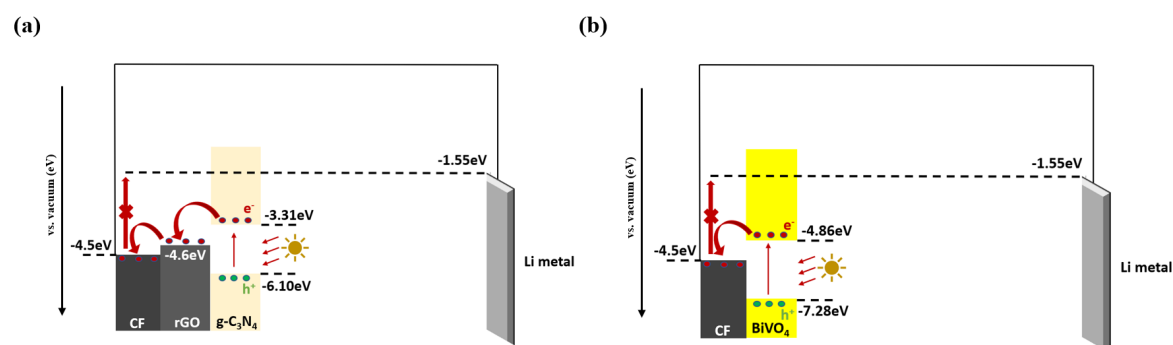 (a)
vs. vacuum (eV)
-1.55eV
e-
-3.31eV
-4.5eV
-4.6eV
h+
-6.10eV
CF
rGO
g-C3N4
Li metal
(b)
vs. vacuum (eV)
-1.55eV
e-
-4.86eV
-4.5eV
h+
-7.28eV
CF
BiVO4
Li metal